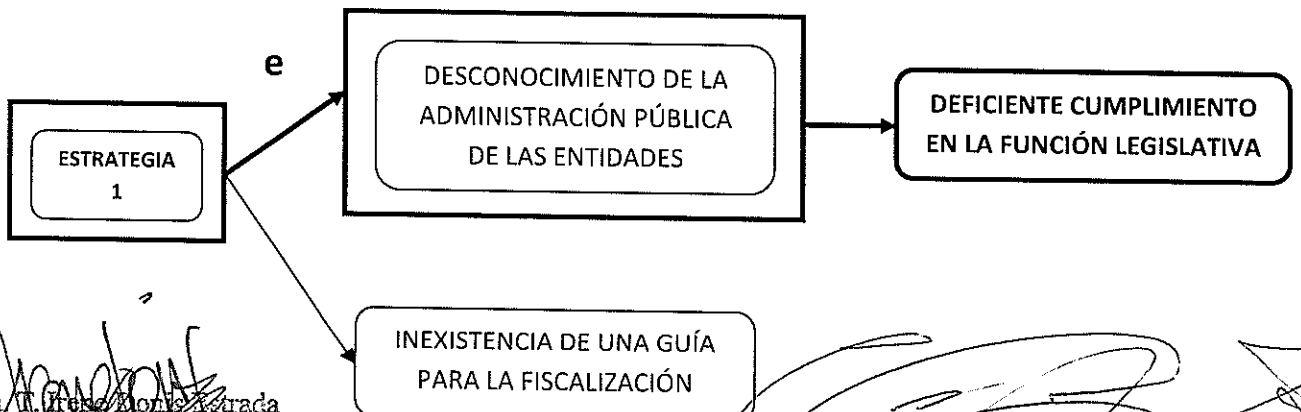 e
ESTRATEGIA
1
DESCONOCIMIENTO DE LA
ADMINISTRACIÓN PÚBLICA
DE LAS ENTIDADES
DEFICIENTE CUMPLIMIENTO
EN LA FUNCIÓN LEGISLATIVA
INEXISTENCIA DE UNA GUÍA
PARA LA FISCALIZACIÓN
T. Irene